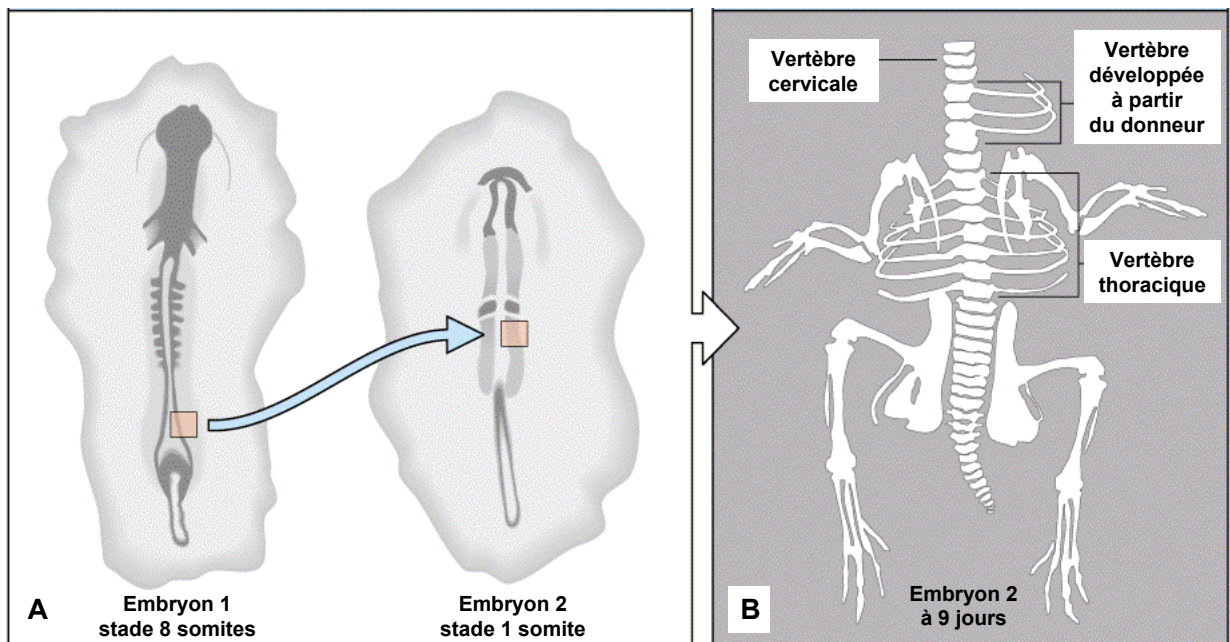 A
Embryon 1
stade 8 somites
Embryon 2
stade 1 somite
Vertèbre
cervicale
Vertèbre
développée
à partir
du donneur
Vertèbre
thoracique
B
Embryon 2
à 9 jours